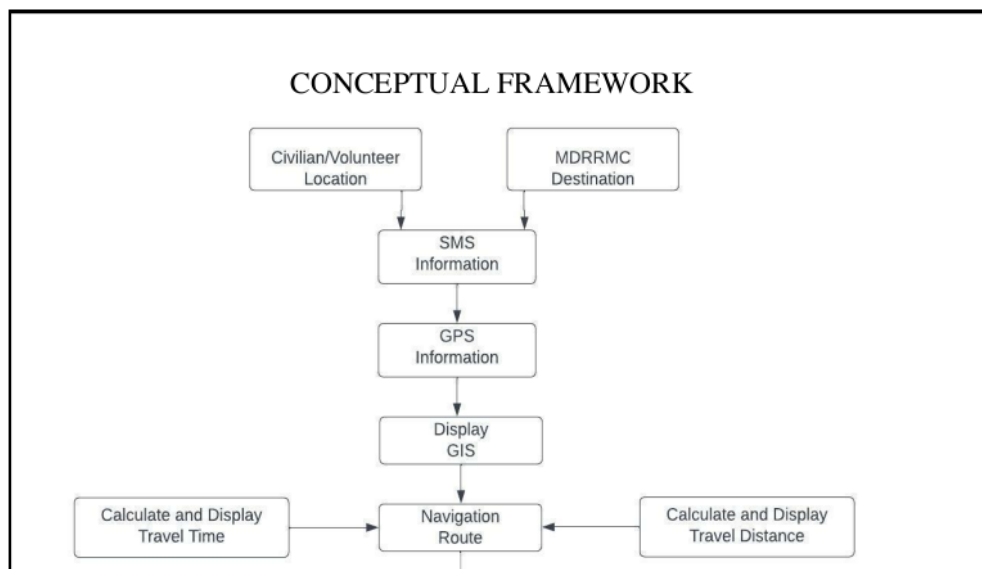 CONCEPTUAL FRAMEWORK
Civilian/Volunteer
Location
MDRRMC
Destination
SMS
Information
GPS
Information
Display
GIS
Calculate and Display
Travel Time
Navigation
Route
Calculate and Display
Travel Distance